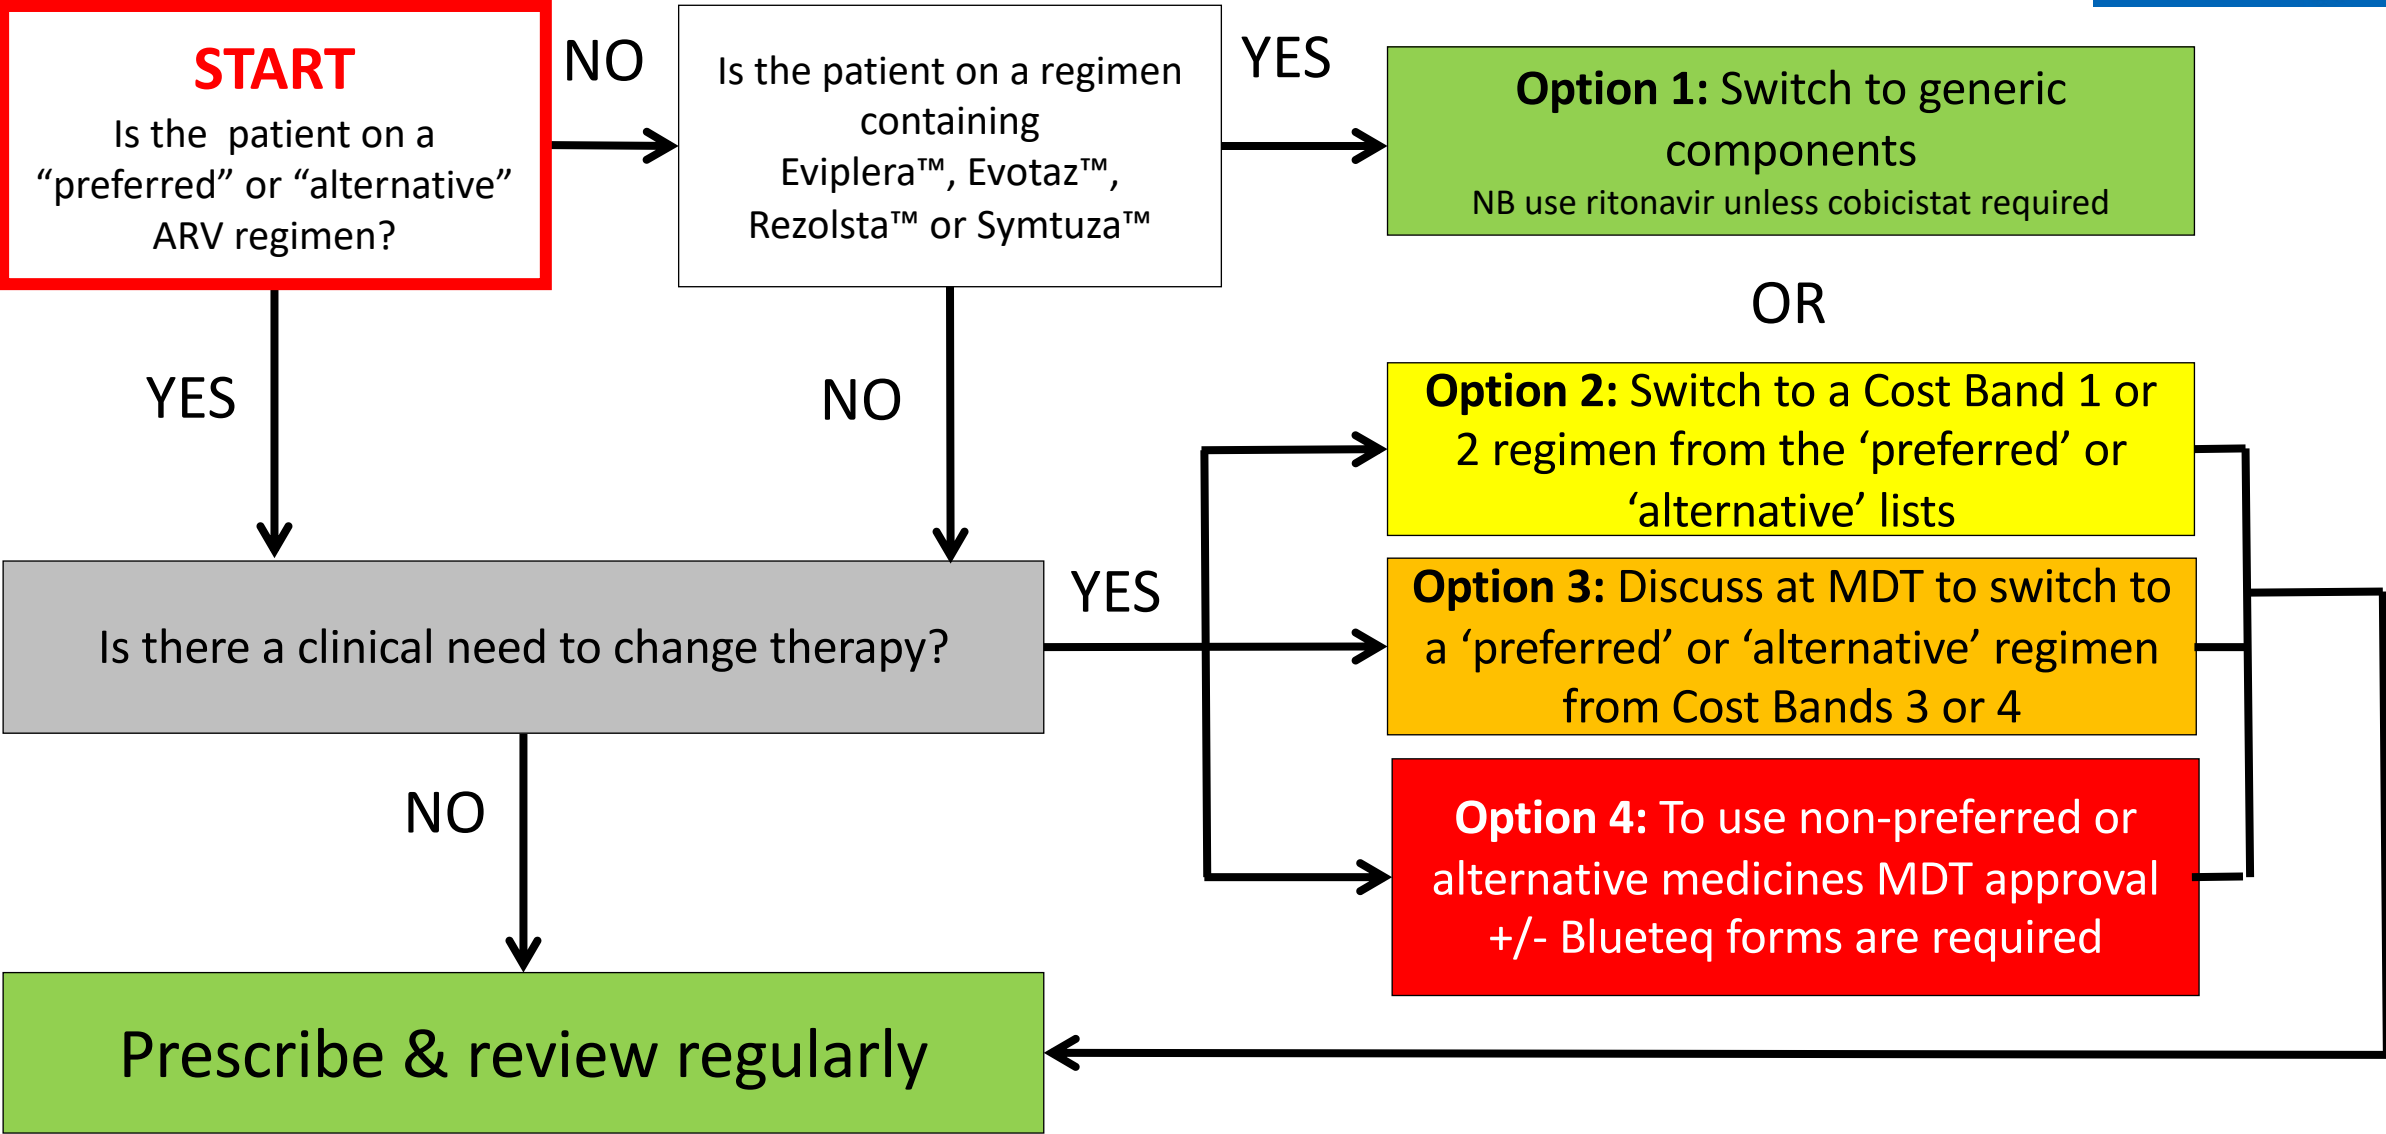 START
Is the patient on a
“preferred” or “alternative”
ARV regimen?
NO
Is the patient on a regimen
containing
Eviplera™, Evotaz™,
Rezolsta™ or Symtuza™
YES
Option 1: Switch to generic
components
NB use ritonavir unless cobicistat required
OR
YES
NO
Option 2: Switch to a Cost Band 1 or
2 regimen from the ‘preferred’ or
‘alternative’ lists
Is there a clinical need to change therapy?
YES
Option 3: Discuss at MDT to switch to
a ‘preferred’ or ‘alternative’ regimen
from Cost Bands 3 or 4
NO
Option 4: To use non-preferred or
alternative medicines MDT approval
+/- Blueteq forms are required
Prescribe & review regularly